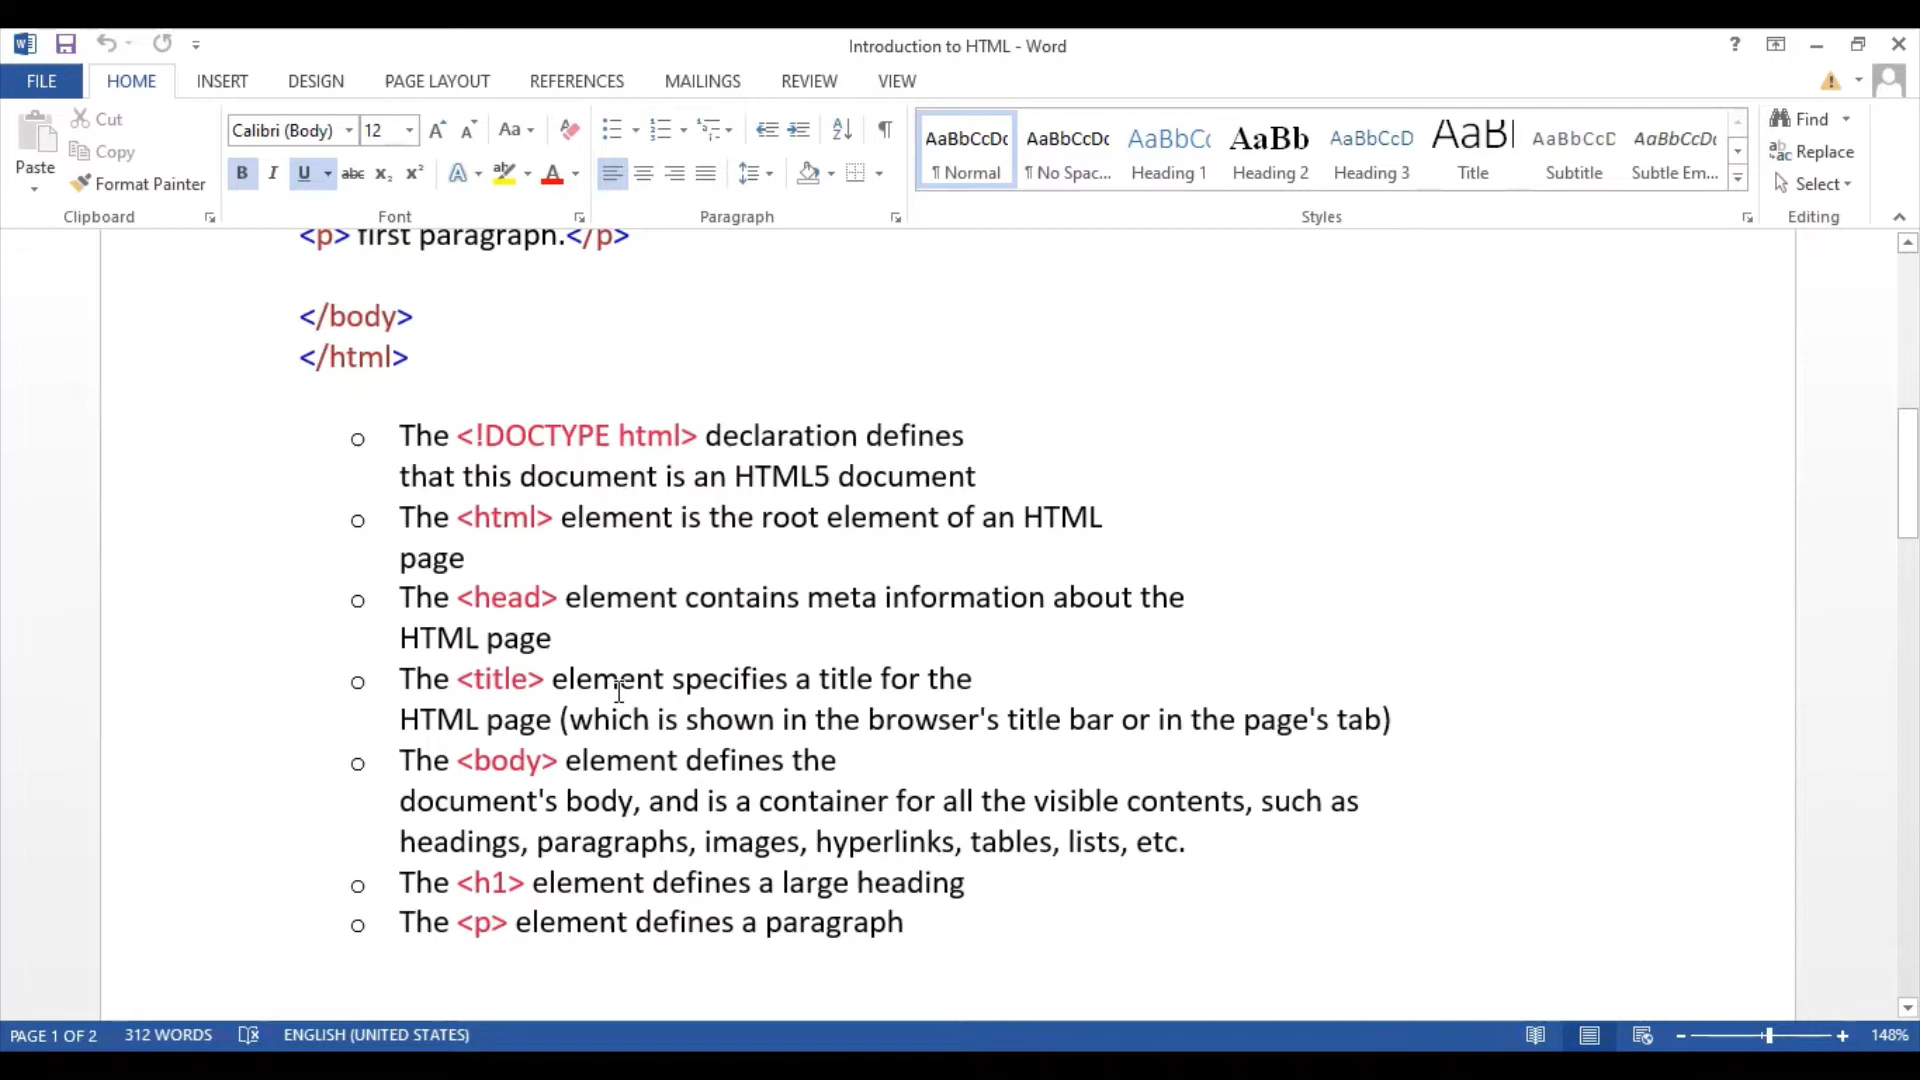 Introduction to HTML - Word
?
FILE HOME INSERT DESIGN PAGE LAYOUT REFERENCES MAILINGS REVIEW VIEW
Paste
Cut
Copy
Format Painter
Clipboard
Calibri (Body) 12 Aa
B I U abc x₂ x² A ab A
Font
Paragraph
AaBbCcDc AaBbCcDc AaBbC AaBb AaBbCcD AaB AaBbCcD AaBbCcD
¶ Normal ¶ No Spac... Heading 1 Heading 2 Heading 3 Title Subtitle Subtle Em...
Styles
Find
Replace
Select
Editing
<p> first paragraph.</p>
</body>
</html>
o The <!DOCTYPE html> declaration defines
that this document is an HTML5 document
o The <html> element is the root element of an HTML
page
o The <head> element contains meta information about the
HTML page
o The <title> element specifies a title for the
HTML page (which is shown in the browser's title bar or in the page's tab)
o The <body> element defines the
document's body, and is a container for all the visible contents, such as
headings, paragraphs, images, hyperlinks, tables, lists, etc.
o The <h1> element defines a large heading
o The <p> element defines a paragraph
PAGE 1 OF 2 312 WORDS ENGLISH (UNITED STATES) 148%